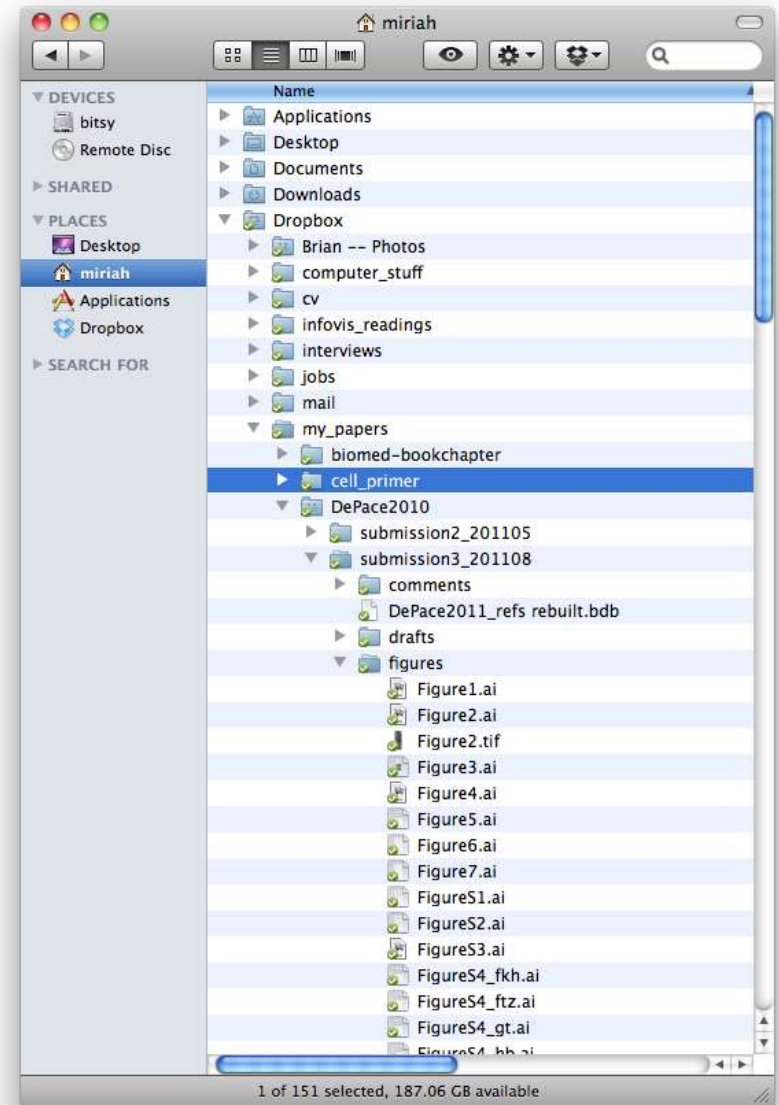 miriah
DEVICES
bitsy
Remote Disc
SHARED
PLACES
Desktop
miriah
Applications
Dropbox
SEARCH FOR
Name
Applications
Desktop
Documents
Downloads
Dropbox
Brian -- Photos
computer_stuff
cv
infovis_readings
interviews
jobs
mail
my_papers
biomed-bookchapter
cell_primer
DePace2010
submission2_201105
submission3_201108
comments
DePace2011_refs rebuilt.bdb
drafts
figures
Figure1.ai
Figure2.ai
Figure2.tif
Figure3.ai
Figure4.ai
Figure5.ai
Figure6.ai
Figure7.ai
FigureS1.ai
FigureS2.ai
FigureS3.ai
FigureS4_fkh.ai
FigureS4_ftz.ai
FigureS4_gt.ai
FigureS4_hb.ai
1 of 151 selected, 187.06 GB available